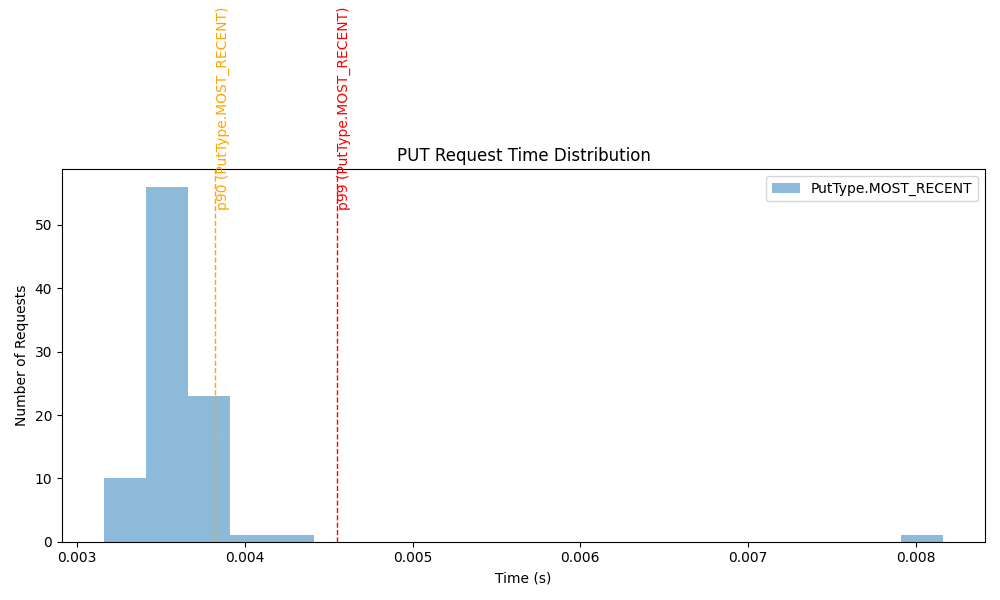 p90 (PutType.MOST_RECENT)
p99 (PutType.MOST_RECENT)
PUT Request Time Distribution
PutType.MOST_RECENT
Number of Requests
50
40
30
20
10
0
0.003
0.004
0.005
0.006
0.007
0.008
Time (s)